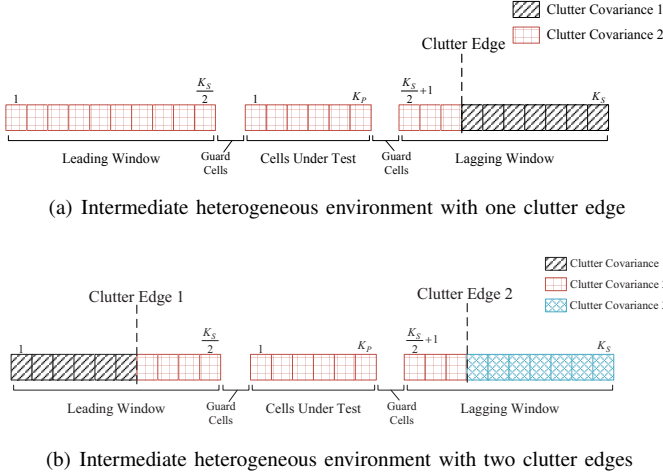 Clutter Covariance 1
Clutter Covariance 2
Clutter Edge
1
K_S/2
1
K_P
K_S/2 +1
K_S
Leading Window
Guard Cells
Cells Under Test
Guard Cells
Lagging Window
(a) Intermediate heterogeneous environment with one clutter edge
Clutter Covariance
Clutter Covariance
Clutter Covariance
Clutter Edge 1
Clutter Edge 2
1
K_S/2
1
K_P
K_S/2 +1
K_S
Leading Window
Guard Cells
Cells Under Test
Guard Cells
Lagging Window
(b) Intermediate heterogeneous environment with two clutter edges